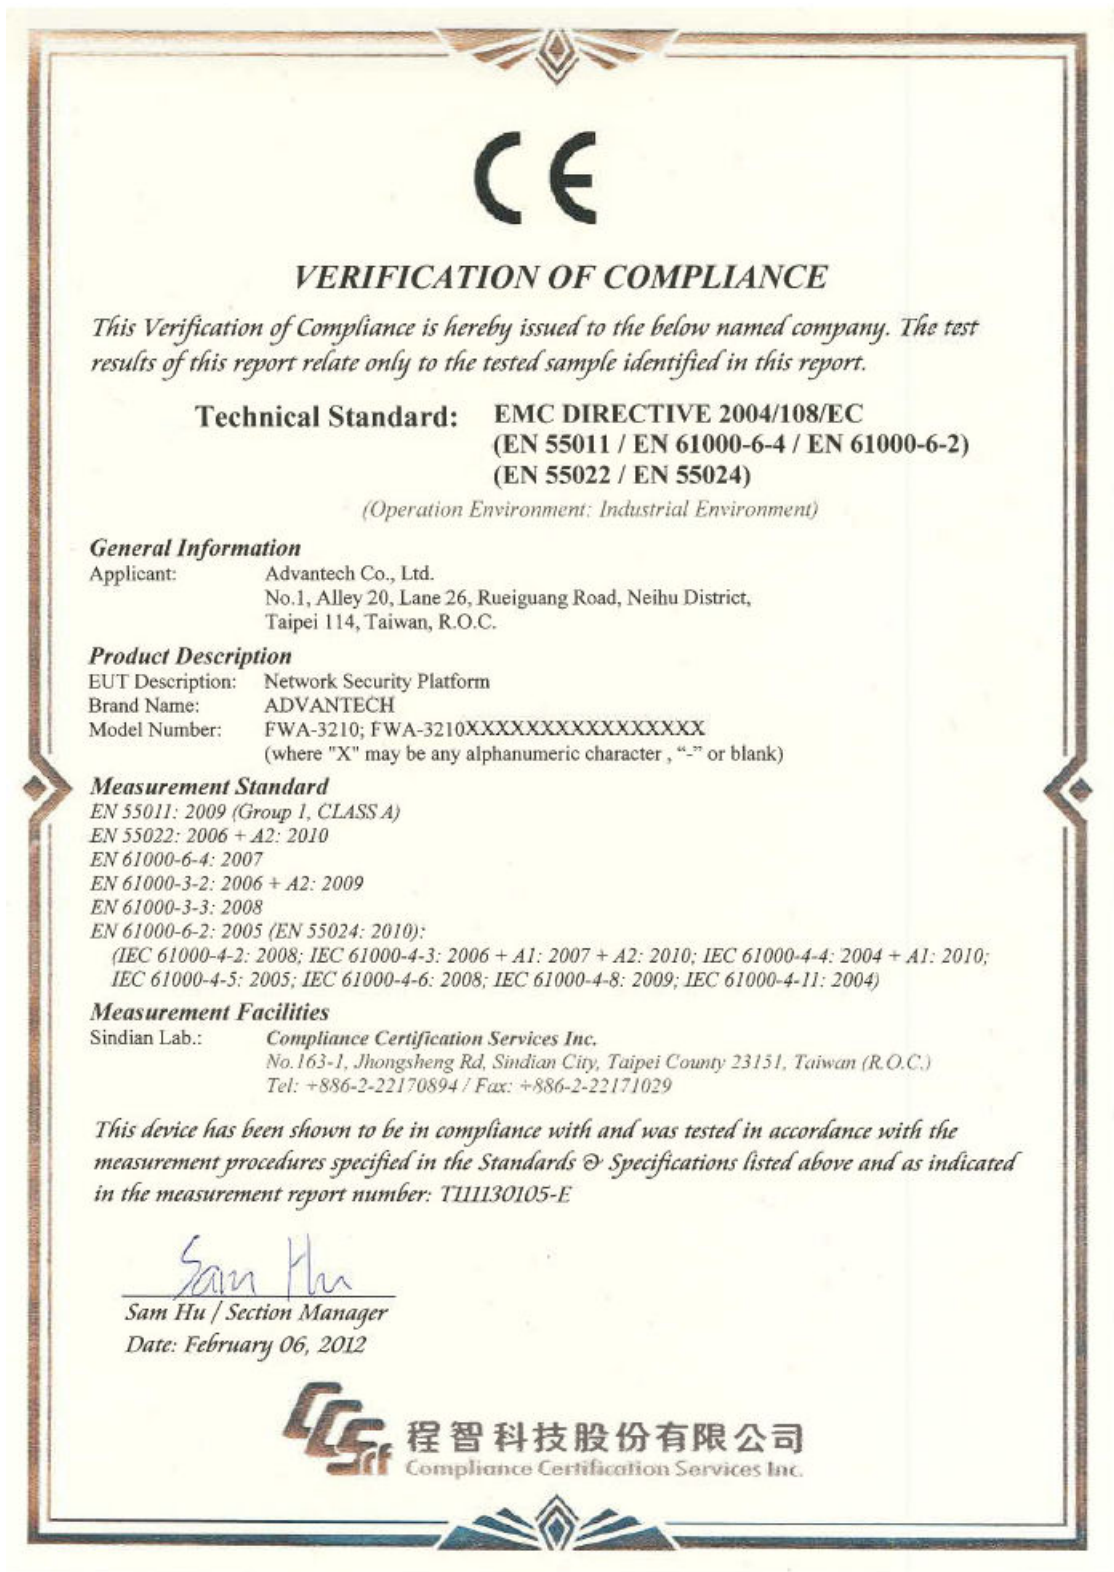 CE
VERIFICATION OF COMPLIANCE
This Verification of Compliance is hereby issued to the below named company. The test
results of this report relate only to the tested sample identified in this report.
Technical Standard: EMC DIRECTIVE 2004/108/EC
(EN 55011 / EN 61000-6-4 / EN 61000-6-2)
(EN 55022 / EN 55024)
(Operation Environment: Industrial Environment)
General Information
Applicant: Advantech Co., Ltd.
No.1, Alley 20, Lane 26, Rueiguang Road, Neihu District,
Taipei 114, Taiwan, R.O.C.
Product Description
EUT Description: Network Security Platform
Brand Name: ADVANTECH
Model Number: FWA-3210; FWA-3210XXXXXXXXXXXXXXXX
(where "X" may be any alphanumeric character , “-” or blank)
Measurement Standard
EN 55011: 2009 (Group 1, CLASS A)
EN 55022: 2006 + A2: 2010
EN 61000-6-4: 2007
EN 61000-3-2: 2006 + A2: 2009
EN 61000-3-3: 2008
EN 61000-6-2: 2005 (EN 55024: 2010):
(IEC 61000-4-2: 2008; IEC 61000-4-3: 2006 + A1: 2007 + A2: 2010; IEC 61000-4-4: 2004 + A1: 2010;
IEC 61000-4-5: 2005; IEC 61000-4-6: 2008; IEC 61000-4-8: 2009; IEC 61000-4-11: 2004)
Measurement Facilities
Sindian Lab.: Compliance Certification Services Inc.
No.163-1, Jhongsheng Rd, Sindian City, Taipei County 23151, Taiwan (R.O.C.)
Tel: +886-2-22170894 / Fax: +886-2-22171029
This device has been shown to be in compliance with and was tested in accordance with the
measurement procedures specified in the Standards & Specifications listed above and as indicated
in the measurement report number: T111130105-E
Sam Hu
Sam Hu / Section Manager
Date: February 06, 2012
CCSrf 程智科技股份有限公司
Compliance Certification Services Inc.